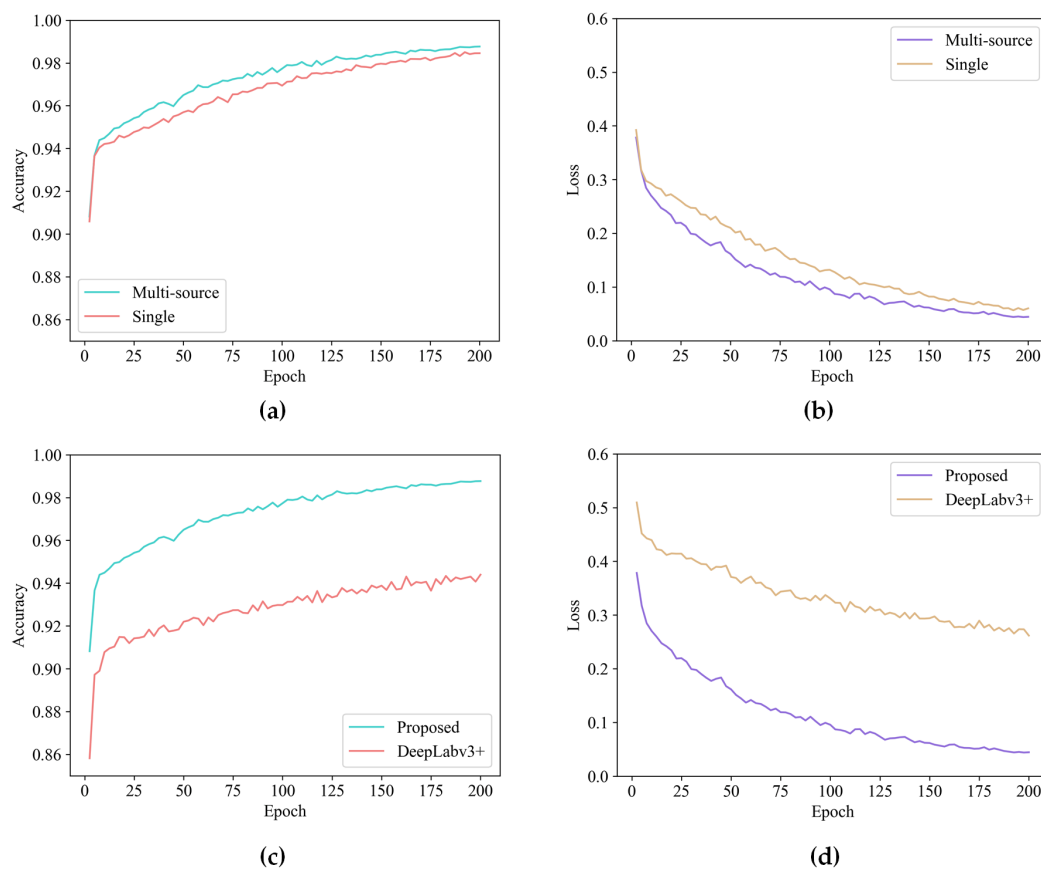 1.00
0.98
0.96
0.94
0.92
0.90
0.88
0.86
Accuracy
Multi-source
Single
0 25 50 75 100 125 150 175 200
Epoch
(a)
0.6
0.5
0.4
0.3
0.2
0.1
0.0
Loss
Multi-source
Single
0 25 50 75 100 125 150 175 200
Epoch
(b)
1.00
0.98
0.96
0.94
0.92
0.90
0.88
0.86
Accuracy
Proposed
DeepLabv3+
0 25 50 75 100 125 150 175 200
Epoch
(c)
0.6
0.5
0.4
0.3
0.2
0.1
0.0
Loss
Proposed
DeepLabv3+
0 25 50 75 100 125 150 175 200
Epoch
(d)